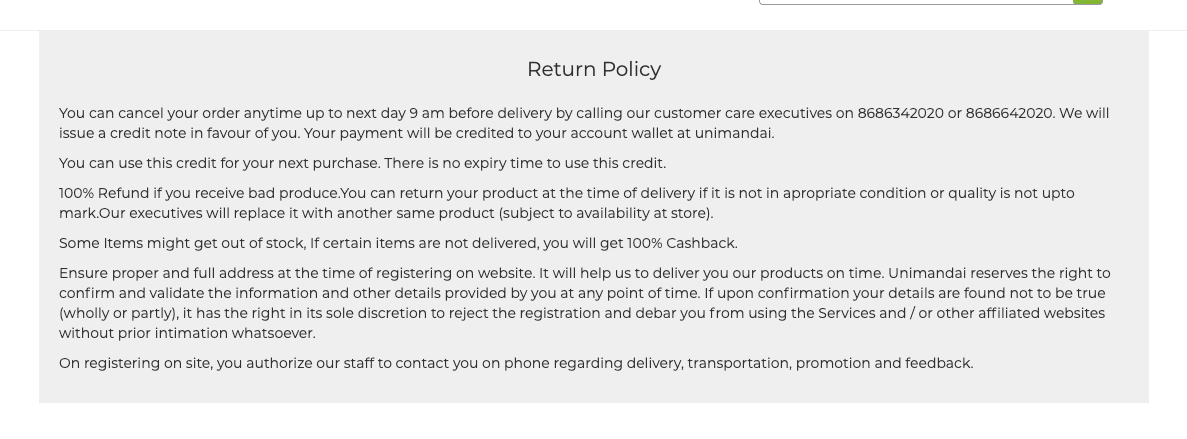 Return Policy
You can cancel your order anytime up to next day 9 am before delivery by calling our customer care executives on 8686342020 or 8686642020. We will
issue a credit note in favour of you. Your payment will be credited to your account wallet at unimandai.
You can use this credit for your next purchase. There is no expiry time to use this credit.
100% Refund if you receive bad produce.You can return your product at the time of delivery if it is not in apropriate condition or quality is not upto
mark.Our executives will replace it with another same product (subject to availability at store).
Some Items might get out of stock, If certain items are not delivered, you will get 100% Cashback.
Ensure proper and full address at the time of registering on website. It will help us to deliver you our products on time. Unimandai reserves the right to
confirm and validate the information and other details provided by you at any point of time. If upon confirmation your details are found not to be true
(wholly or partly), it has the right in its sole discretion to reject the registration and debar you from using the Services and / or other affiliated websites
without prior intimation whatsoever.
On registering on site, you authorize our staff to contact you on phone regarding delivery, transportation, promotion and feedback.